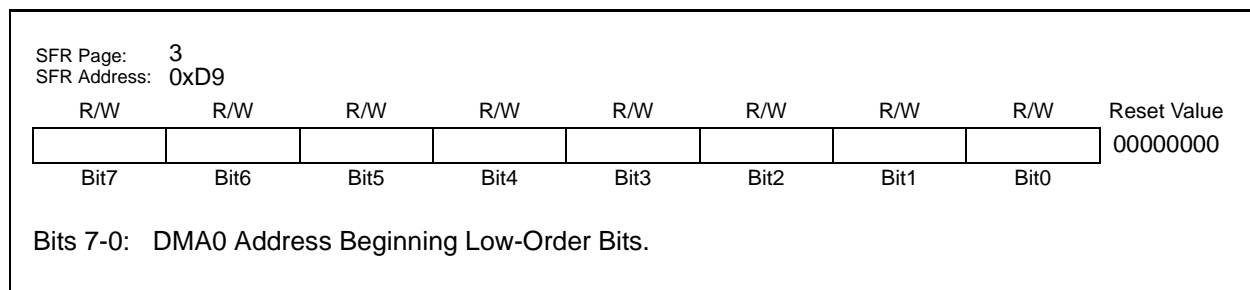 SFR Page: 3
SFR Address: 0xD9
R/W R/W R/W R/W R/W R/W R/W R/W Reset Value
00000000
Bit7 Bit6 Bit5 Bit4 Bit3 Bit2 Bit1 Bit0
Bits 7-0: DMA0 Address Beginning Low-Order Bits.